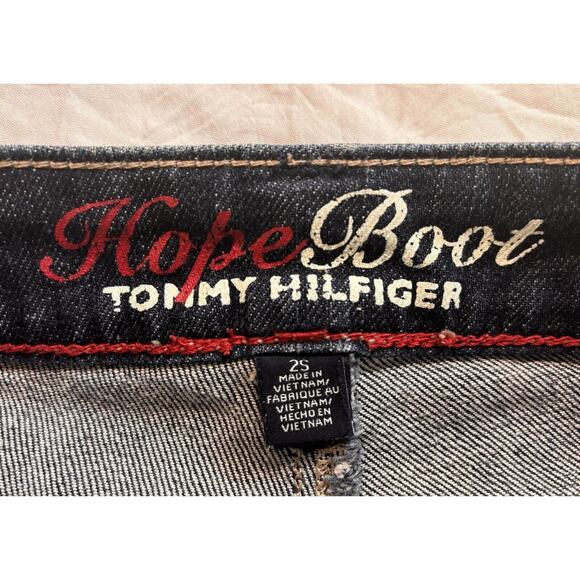 Hope Boot
TOMMY HILFIGER
2S
MADE IN
VIETNAM/
FABRIQUE AU
VIETNAM/
HECHO EN
VIETNAM